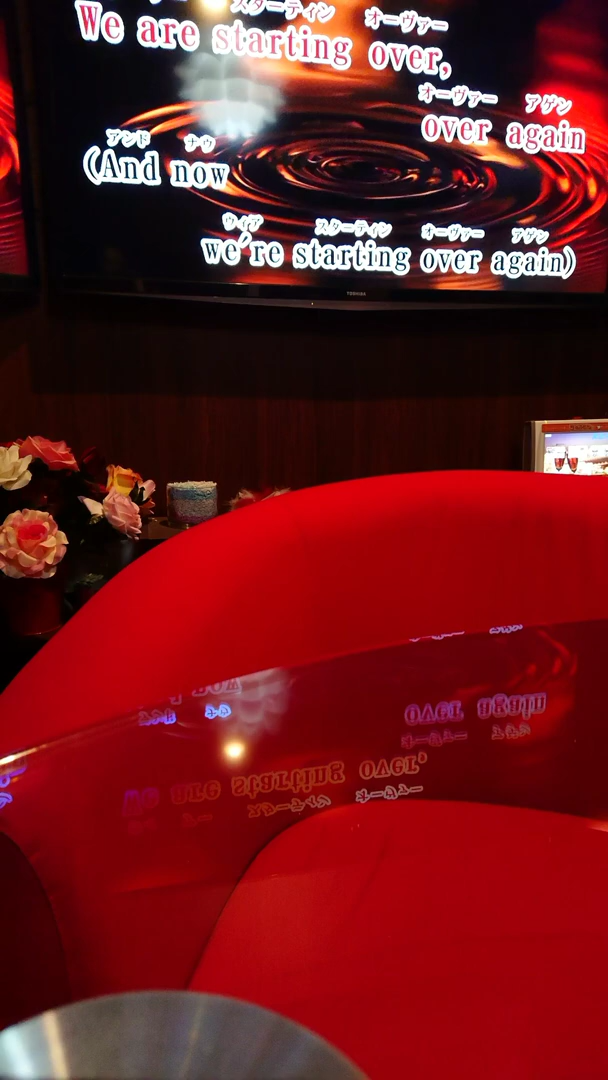 スターティン オーヴァー
We are starting over,
オーヴァー アゲン
over again
アンド ナウ
(And now
ウィア スターティン オーヴァー アゲン
we're starting over again)
TOSHIBA